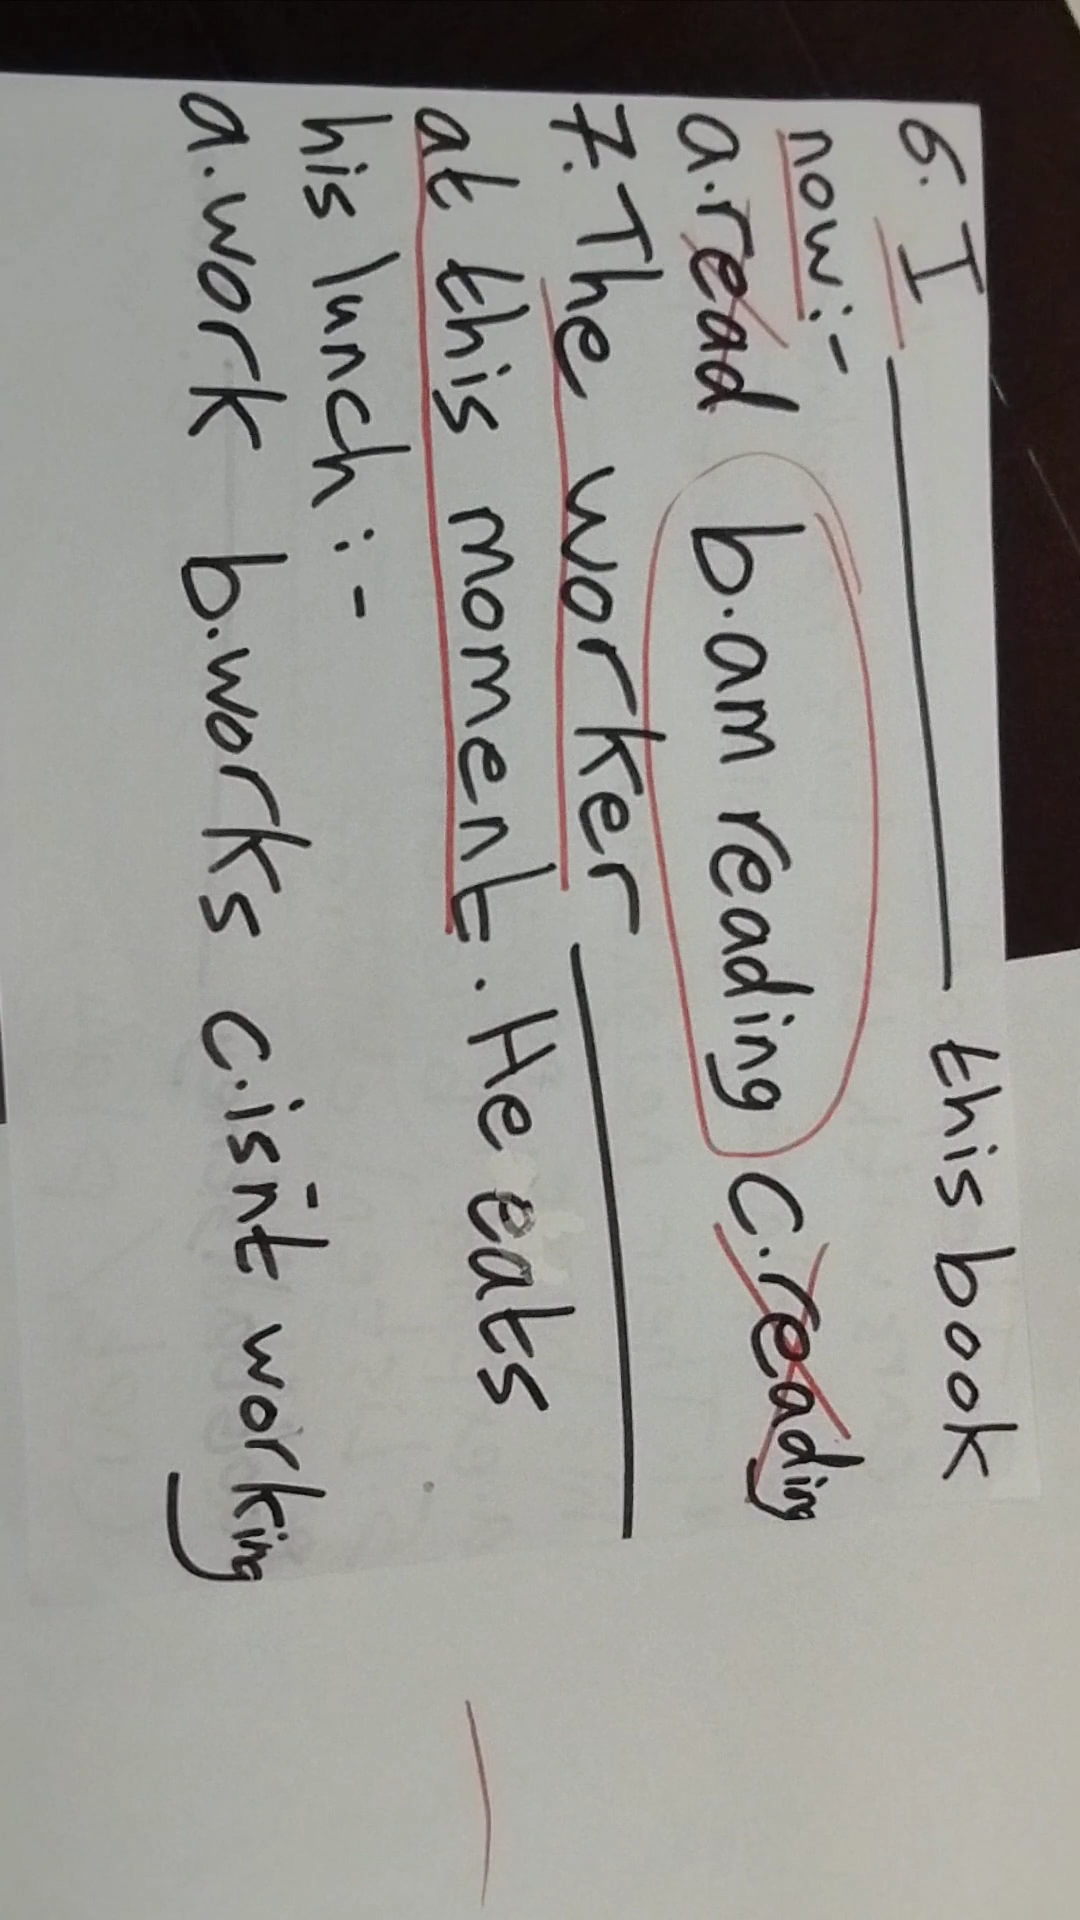 6. I ________ this book
now:-
a.read b.am reading c.reading
7. The worker ________
at this moment. He eats
his lunch:-
a.work b.works c.isn't working